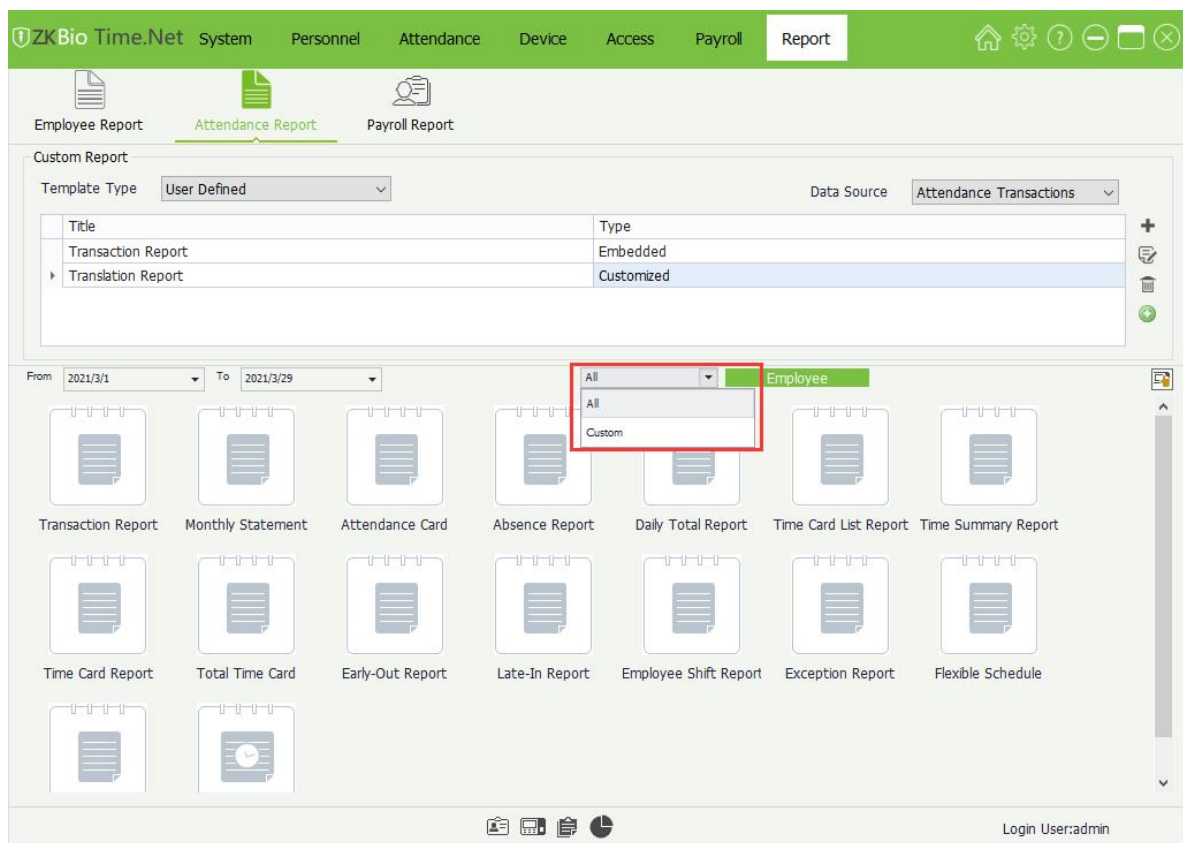 ZKBio Time.Net System Personnel Attendance Device Access Payroll Report
Employee Report Attendance Report Payroll Report
Custom Report
Template Type User Defined Data Source Attendance Transactions
Title Type
Transaction Report Embedded
Translation Report Customized
From 2021/3/1 To 2021/3/29 All Employee
All
Custom
Transaction Report Monthly Statement Attendance Card Absence Report Daily Total Report Time Card List Report Time Summary Report
Time Card Report Total Time Card Early-Out Report Late-In Report Employee Shift Report Exception Report Flexible Schedule
Login User:admin